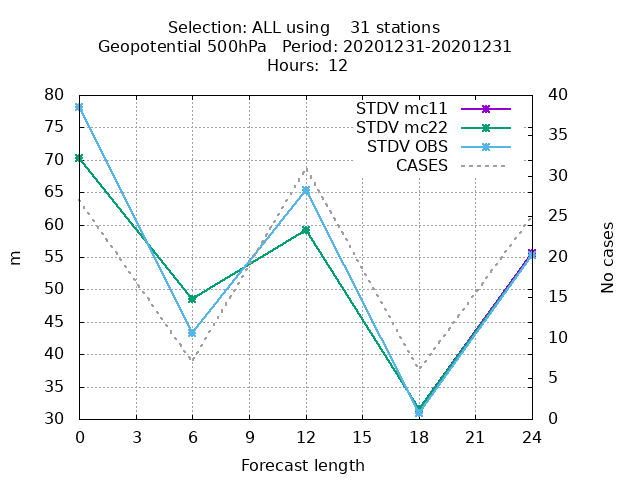 Selection: ALL using    31 stations
Geopotential 500hPa   Period: 20201231-20201231
Hours: 12
STDV mc11
STDV mc22
STDV OBS
CASES
80
75
70
65
60
55
50
45
40
35
30
m
40
35
30
25
20
15
10
5
0
No cases
0 3 6 9 12 15 18 21 24
Forecast length